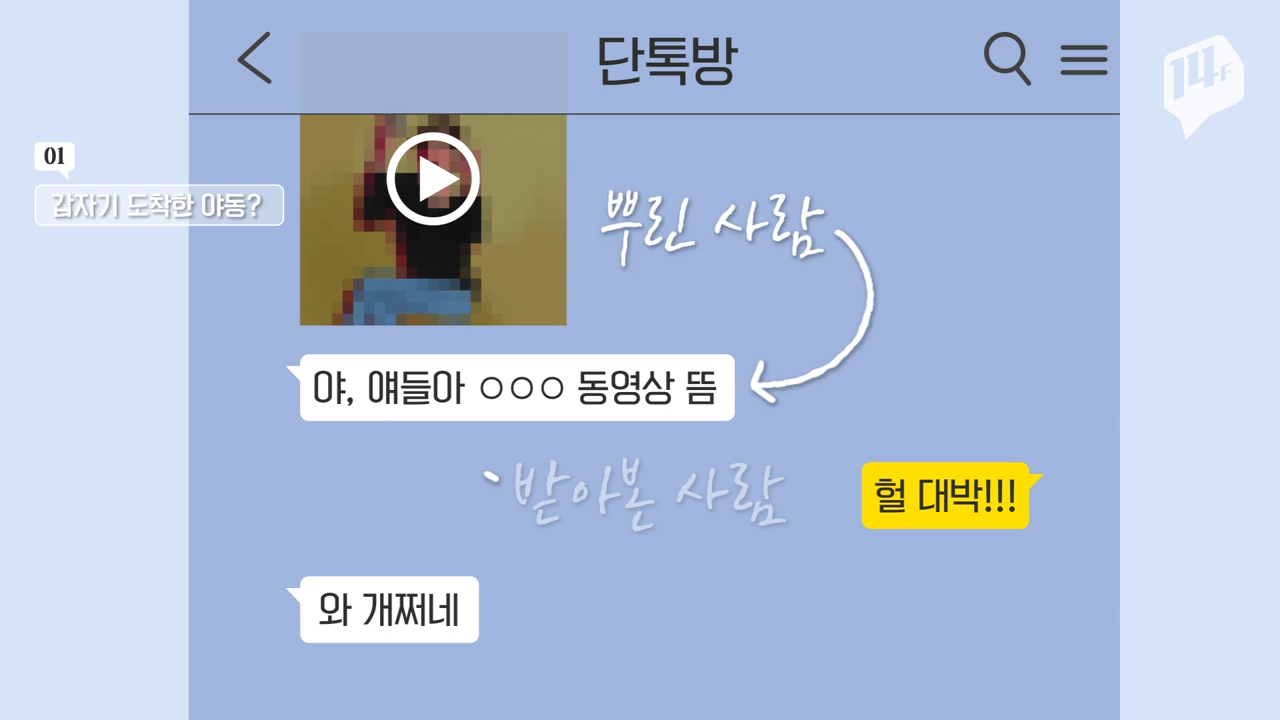 단톡방
14F
01
갑자기 도착한 야동?
뿌린 사람
야, 얘들아 ○○○ 동영상 뜸
받아본 사람
헐 대박!!!
와 개쩌네